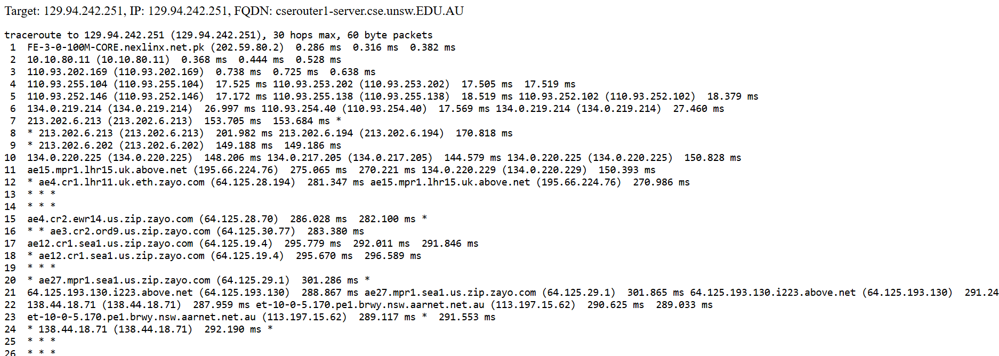 Target: 129.94.242.251, IP: 129.94.242.251, FQDN: cserouter1-server.cse.unsw.EDU.AU
traceroute to 129.94.242.251 (129.94.242.251), 30 hops max, 60 byte packets
1 FE-3-0-100M-CORE.nexlinx.net.pk (202.59.80.2) 0.286 ms 0.316 ms 0.382 ms
2 10.10.80.11 (10.10.80.11) 0.368 ms 0.444 ms 0.528 ms
3 110.93.202.169 (110.93.202.169) 0.738 ms 0.725 ms 0.638 ms
4 110.93.255.104 (110.93.255.104) 17.525 ms 110.93.253.202 (110.93.253.202) 17.505 ms 17.519 ms
5 110.93.252.146 (110.93.252.146) 17.172 ms 110.93.255.138 (110.93.255.138) 18.519 ms 110.93.252.102 (110.93.252.102) 18.379 ms
6 134.0.219.214 (134.0.219.214) 26.997 ms 110.93.254.40 (110.93.254.40) 17.569 ms 134.0.219.214 (134.0.219.214) 27.460 ms
7 213.202.6.213 (213.202.6.213) 153.705 ms 153.684 ms *
8 * 213.202.6.213 (213.202.6.213) 201.982 ms 213.202.6.194 (213.202.6.194) 170.818 ms
9 * 213.202.6.202 (213.202.6.202) 149.188 ms 149.186 ms
10 134.0.220.225 (134.0.220.225) 148.206 ms 134.0.217.205 (134.0.217.205) 144.579 ms 134.0.220.225 (134.0.220.225) 150.828 ms
11 ae15.mpr1.lhr15.uk.above.net (195.66.224.76) 275.065 ms 270.221 ms 134.0.220.229 (134.0.220.229) 150.393 ms
12 * ae4.cr1.lhr11.uk.eth.zayo.com (64.125.28.194) 281.347 ms ae15.mpr1.lhr15.uk.above.net (195.66.224.76) 270.986 ms
13 * * *
14 * * *
15 ae4.cr2.ewr14.us.zip.zayo.com (64.125.28.70) 286.028 ms 282.100 ms *
16 * * ae3.cr2.ord9.us.zip.zayo.com (64.125.30.77) 283.380 ms
17 ae12.cr1.sea1.us.zip.zayo.com (64.125.19.4) 295.779 ms 292.011 ms 291.846 ms
18 * ae12.cr1.sea1.us.zip.zayo.com (64.125.19.4) 295.670 ms 296.589 ms
19 * * *
20 * ae27.mpr1.sea1.us.zip.zayo.com (64.125.29.1) 301.286 ms *
21 64.125.193.130.i223.above.net (64.125.193.130) 288.867 ms ae27.mpr1.sea1.us.zip.zayo.com (64.125.29.1) 301.865 ms 64.125.193.130.i223.above.net (64.125.193.130) 291.24
22 138.44.18.71 (138.44.18.71) 287.959 ms et-10-0-5.170.pe1.brwy.nsw.aarnet.net.au (113.197.15.62) 290.625 ms 289.033 ms
23 et-10-0-5.170.pe1.brwy.nsw.aarnet.net.au (113.197.15.62) 289.117 ms * 291.553 ms
24 * 138.44.18.71 (138.44.18.71) 292.190 ms *
25 * * *
26 * * *